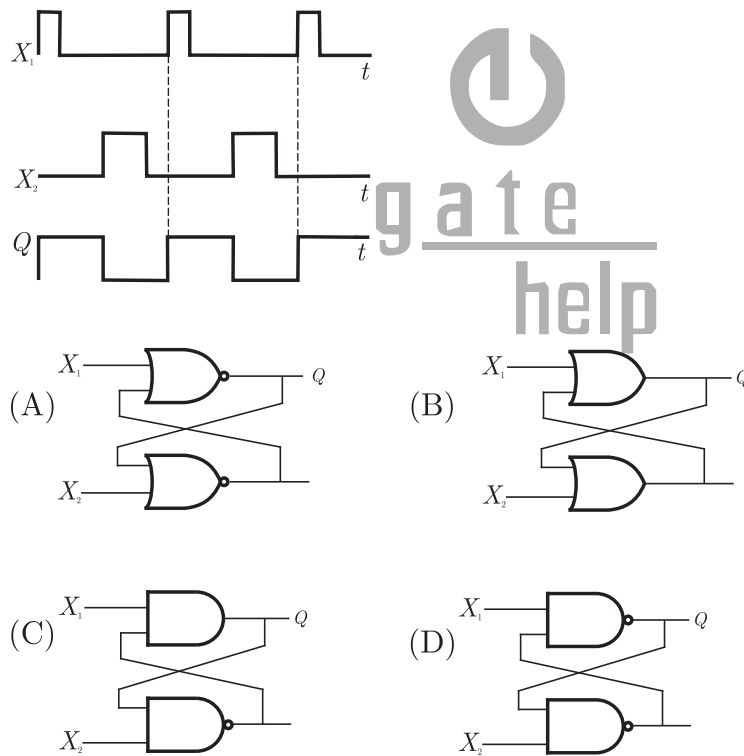 X₁ t
X₂ t
Q t
gate
help
(A) X₁ Q
X₂
(B) X₁ Q
X₂
(C) X₁ Q
X₂
(D) X₁ Q
X₂